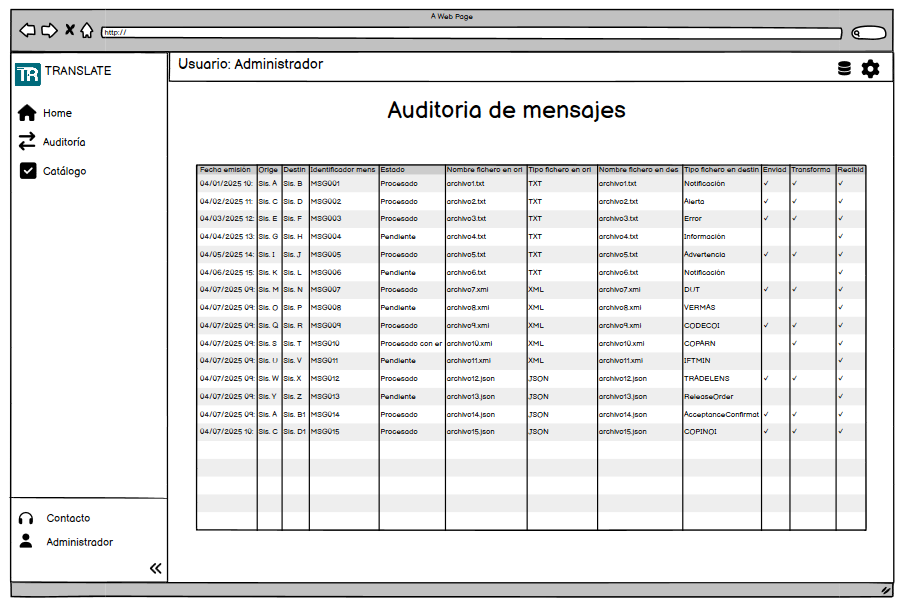 A Web Page
http://
TR TRANSLATE
Usuario: Administrador
Home
Auditoría
Catálogo
Auditoria de mensajes
Fecha emisión Orige Destin Identificador mens Estado Nombre fichero en ori Tipo fichero en ori Nombre fichero en des Tipo fichero en destin Enviad Transforma Recibid
04/01/2025 10: Sis. A Sis. B MSG001 Procesado archivo1.txt TXT archivo1.txt Notificación ✓ ✓ ✓
04/02/2025 11: Sis. C Sis. D MSG002 Procesado archivo2.txt TXT archivo2.txt Alerta ✓ ✓ ✓
04/03/2025 12: Sis. E Sis. F MSG003 Procesado archivo3.txt TXT archivo3.txt Error ✓ ✓ ✓
04/04/2025 13: Sis. G Sis. H MSG004 Pendiente archivo4.txt TXT archivo4.txt Información ✓
04/05/2025 14: Sis. I Sis. J MSG005 Procesado archivo5.txt TXT archivo5.txt Advertencia ✓ ✓ ✓
04/06/2025 15: Sis. K Sis. L MSG006 Pendiente archivo6.txt TXT archivo6.txt Notificación ✓
04/07/2025 09: Sis. M Sis. N MSG007 Procesado archivo7.xml XML archivo7.xml DUT ✓ ✓ ✓
04/07/2025 09: Sis. O Sis. P MSG008 Pendiente archivo8.xml XML archivo8.xml VERMAS ✓
04/07/2025 09: Sis. Q Sis. R MSG009 Procesado archivo9.xml XML archivo9.xml CODECOI ✓ ✓ ✓
04/07/2025 09: Sis. S Sis. T MSG010 Procesado con er archivo10.xml XML archivo10.xml COPARN ✓ ✓
04/07/2025 09: Sis. U Sis. V MSG011 Pendiente archivo11.xml XML archivo11.xml IFTMIN ✓
04/07/2025 09: Sis. W Sis. X MSG012 Procesado archivo12.json JSON archivo12.json TRADELENS ✓ ✓ ✓
04/07/2025 09: Sis. Y Sis. Z MSG013 Pendiente archivo13.json JSON archivo13.json ReleaseOrder ✓
04/07/2025 09: Sis. A Sis. B1 MSG014 Procesado archivo14.json JSON archivo14.json AcceptanceConfirmat ✓ ✓ ✓
04/07/2025 10: Sis. C Sis. D1 MSG015 Procesado archivo15.json JSON archivo15.json COPINOI ✓ ✓ ✓
Contacto
Administrador